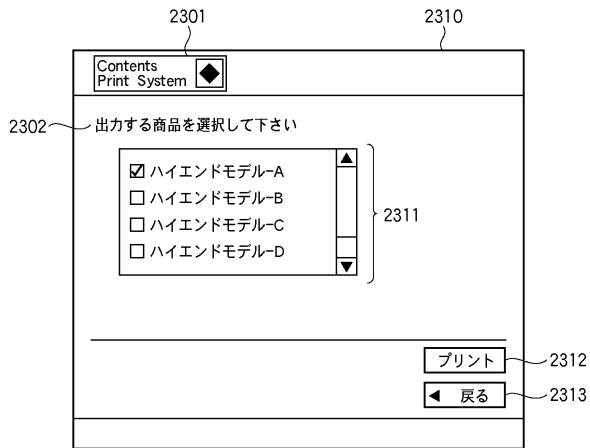 2301
2310
Contents
Print System
2302
出力する商品を選択して下さい
ハイエンドモデル-A
ハイエンドモデル-B
ハイエンドモデル-C
ハイエンドモデル-D
2311
プリント
2312
戻る
2313